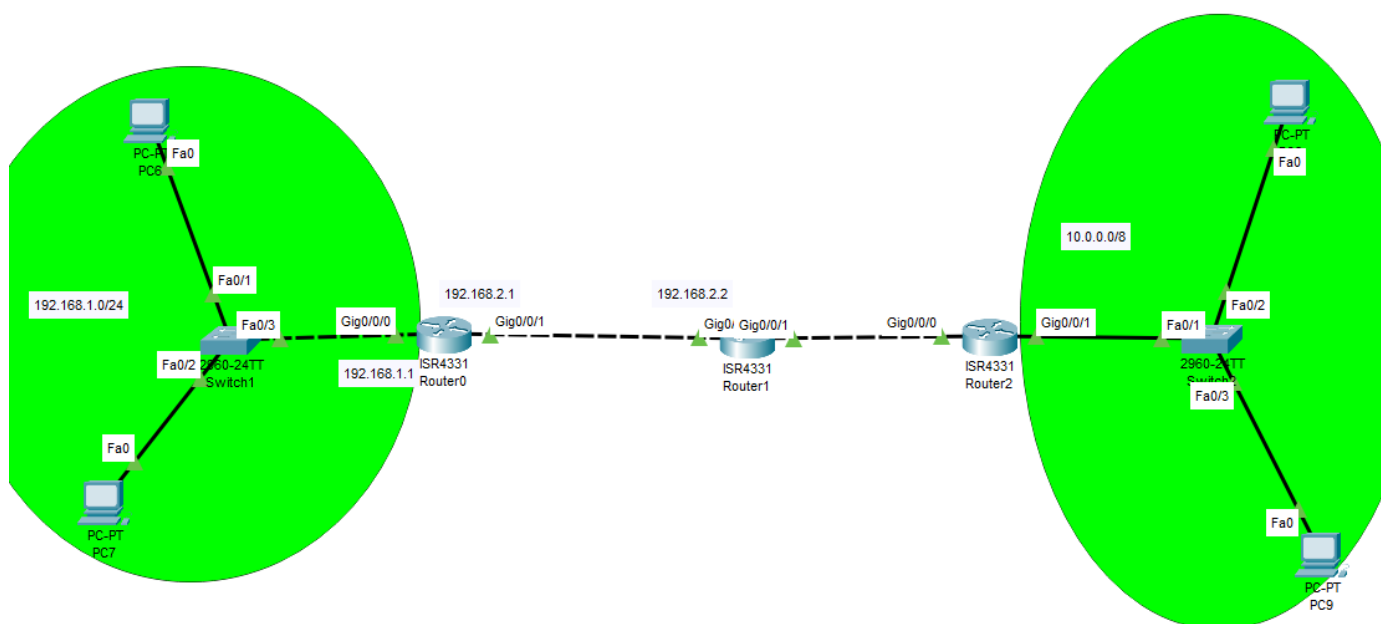 PC-PT
PC6
Fa0
Fa0/1
192.168.1.0/24
Fa0/3
Fa0/2
2960-24TT
Switch1
Fa0
PC-PT
PC7
Gig0/0/0
192.168.1.1
192.168.2.1
Gig0/0/1
ISR4331
Router0
192.168.2.2
Gig0/
Gig0/0/1
ISR4331
Router1
Gig0/0/0
ISR4331
Router2
Gig0/0/1
10.0.0.0/8
PC-PT
Fa0
Fa0/2
Fa0/1
2960-24TT
Fa0/3
Fa0
PC-PT
PC9